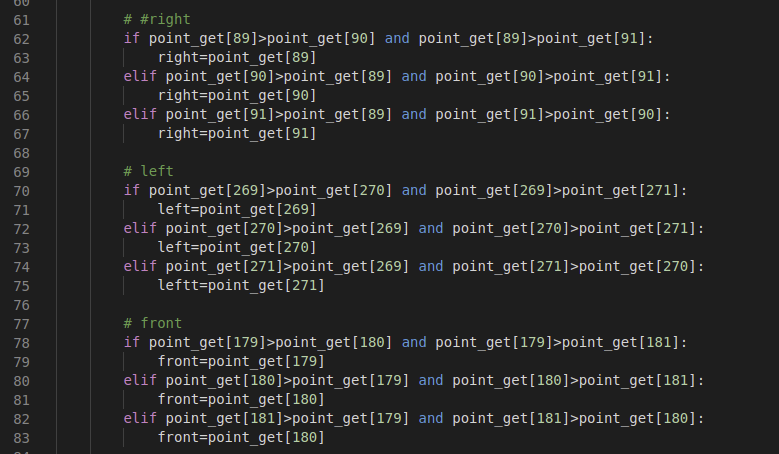 60
61 # #right
62 if point_get[89]>point_get[90] and point_get[89]>point_get[91]:
63 right=point_get[89]
64 elif point_get[90]>point_get[89] and point_get[90]>point_get[91]:
65 right=point_get[90]
66 elif point_get[91]>point_get[89] and point_get[91]>point_get[90]:
67 right=point_get[91]
68
69 # left
70 if point_get[269]>point_get[270] and point_get[269]>point_get[271]:
71 left=point_get[269]
72 elif point_get[270]>point_get[269] and point_get[270]>point_get[271]:
73 left=point_get[270]
74 elif point_get[271]>point_get[269] and point_get[271]>point_get[270]:
75 leftt=point_get[271]
76
77 # front
78 if point_get[179]>point_get[180] and point_get[179]>point_get[181]:
79 front=point_get[179]
80 elif point_get[180]>point_get[179] and point_get[180]>point_get[181]:
81 front=point_get[180]
82 elif point_get[181]>point_get[179] and point_get[181]>point_get[180]:
83 front=point_get[180]